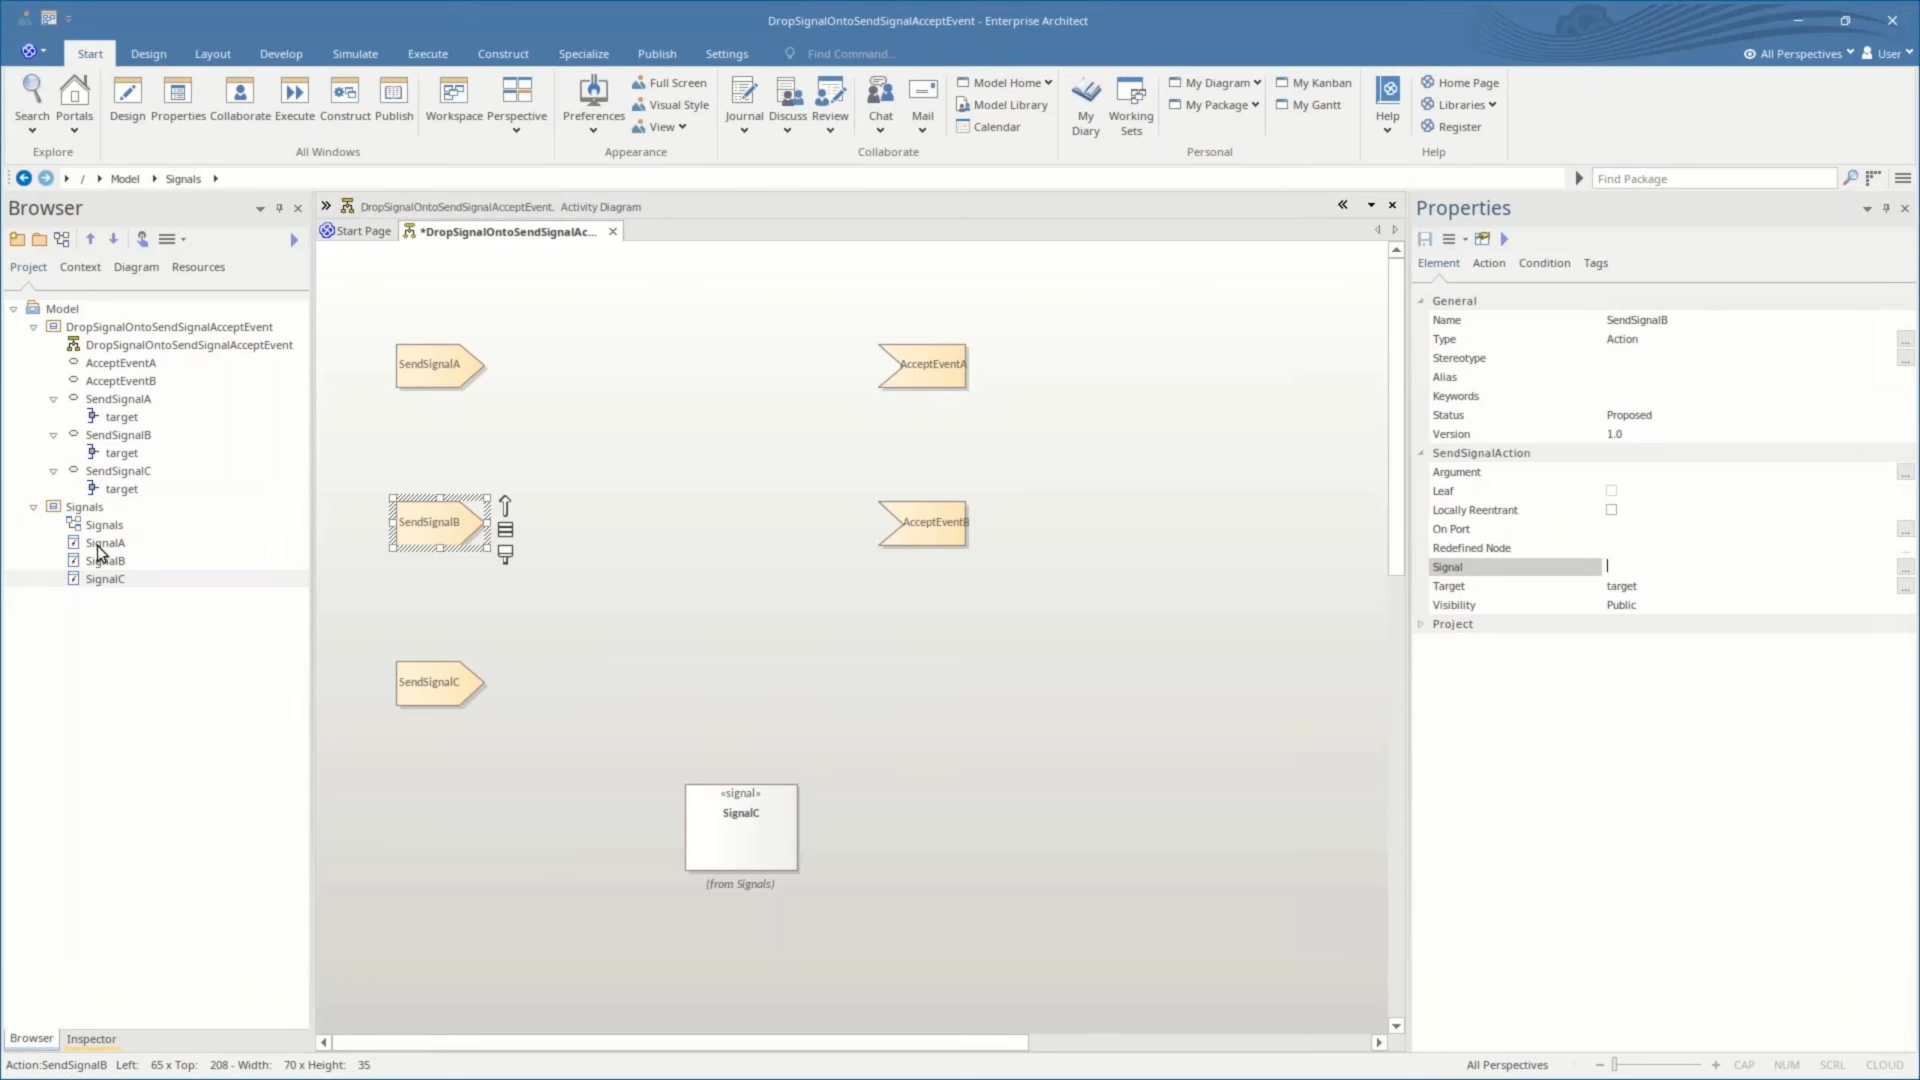 DropSignalOntoSendSignalAcceptEvent - Enterprise Architect
Start Design Layout Develop Simulate Execute Construct Specialize Publish Settings Find Command... All Perspectives User
Search Portals Design Properties Collaborate Execute Construct Publish Workspace Perspective Preferences Full Screen Visual Style View Journal Discuss Review Chat Mail Model Home Model Library Calendar My Diary Working Sets My Diagram My Package My Kanban My Gantt Help Home Page Libraries Register
Explore All Windows Appearance Collaborate Personal Help
/ Model Signals Find Package
Browser
Project Context Diagram Resources
Model
DropSignalOntoSendSignalAcceptEvent
DropSignalOntoSendSignalAcceptEvent
AcceptEventA
AcceptEventB
SendSignalA
target
SendSignalB
target
SendSignalC
target
Signals
Signals
SignalA
SignalB
SignalC
Browser Inspector
DropSignalOntoSendSignalAcceptEvent. Activity Diagram
Start Page *DropSignalOntoSendSignalAc...
SendSignalA
AcceptEventA
SendSignalB
AcceptEventB
SendSignalC
«signal»
SignalC
(from Signals)
Properties
Element Action Condition Tags
General
Name SendSignalB
Type Action ...
Stereotype ...
Alias
Keywords
Status Proposed
Version 1.0
SendSignalAction
Argument ...
Leaf
Locally Reentrant
On Port ...
Redefined Node ...
Signal ...
Target target ...
Visibility Public
Project
Action:SendSignalB Left: 65 x Top: 208 - Width: 70 x Height: 35
All Perspectives − + CAP NUM SCRL CLOUD